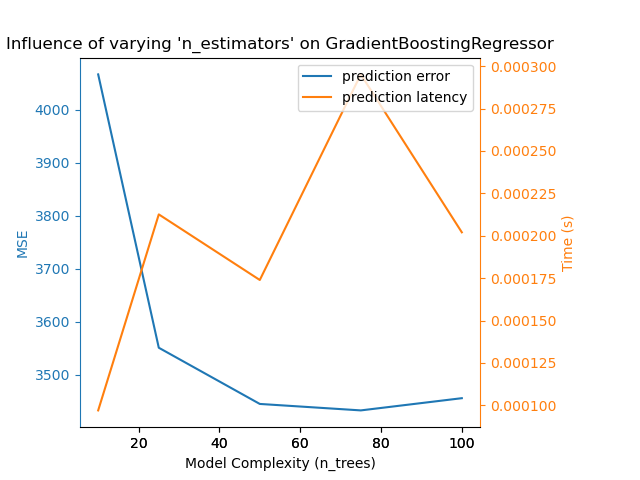 Influence of varying 'n_estimators' on GradientBoostingRegressor
prediction error
prediction latency
MSE
4000
3900
3800
3700
3600
3500
0.000300
0.000275
0.000250
0.000225
0.000200
0.000175
0.000150
0.000125
0.000100
Time (s)
20 40 60 80 100
Model Complexity (n_trees)